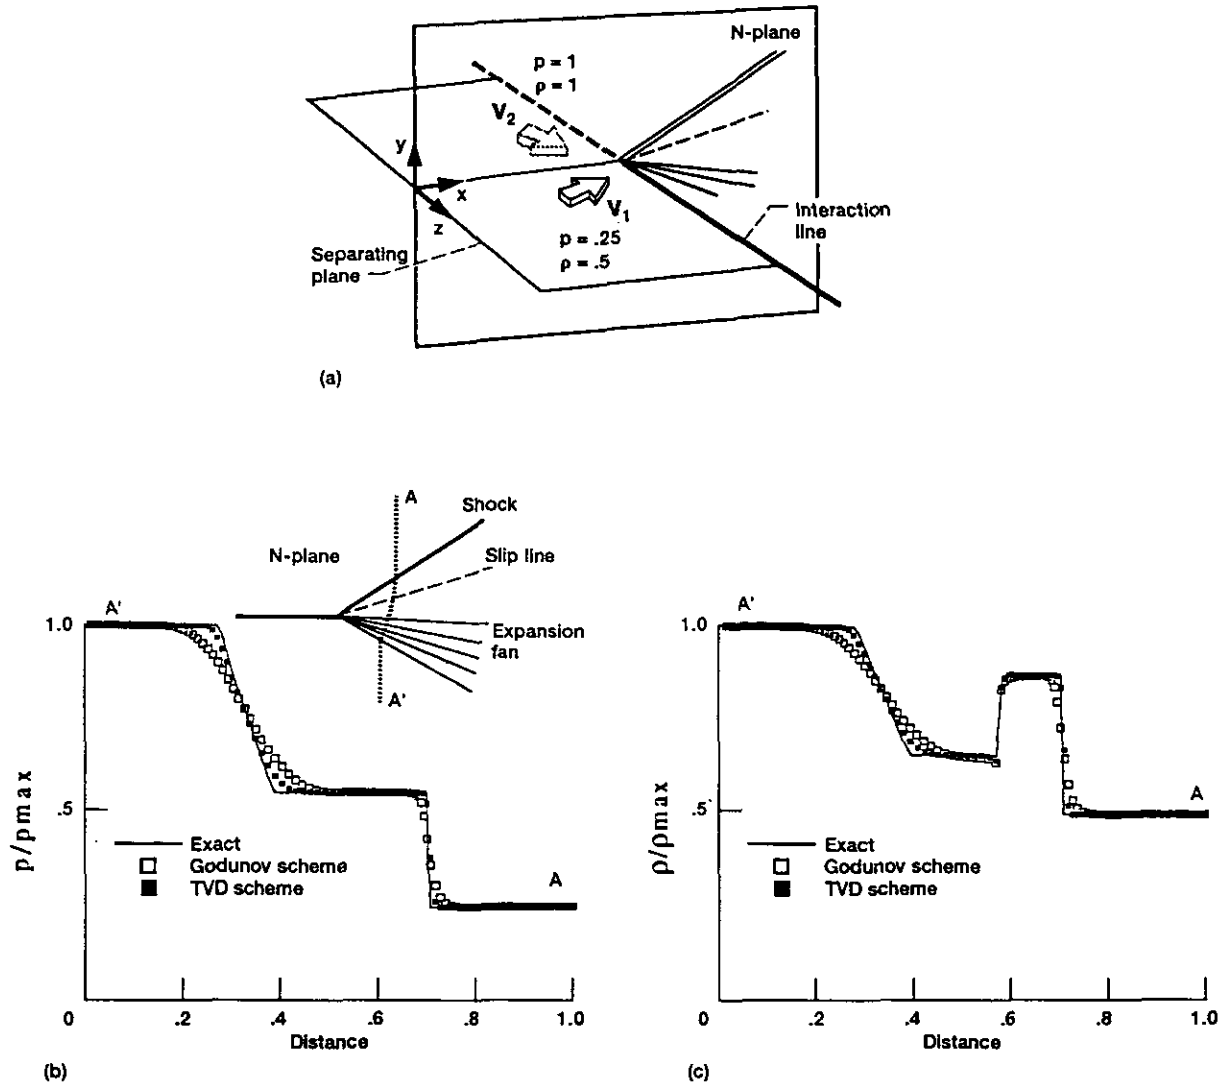 N-plane
p = 1
ρ = 1
V2
y
x
V1
z
Interaction
line
p = .25
ρ = .5
Separating
plane
(a)
A
Shock
N-plane
Slip line
A'
1.0
Expansion
fan
A'
.5
p/pmax
Exact
Godunov scheme
TVD scheme
A
0
.2
.4
.6
.8
1.0
Distance
(b)
A'
1.0
.5
ρ/ρmax
A
Exact
Godunov scheme
TVD scheme
0
.2
.4
.6
.8
1.0
Distance
(c)